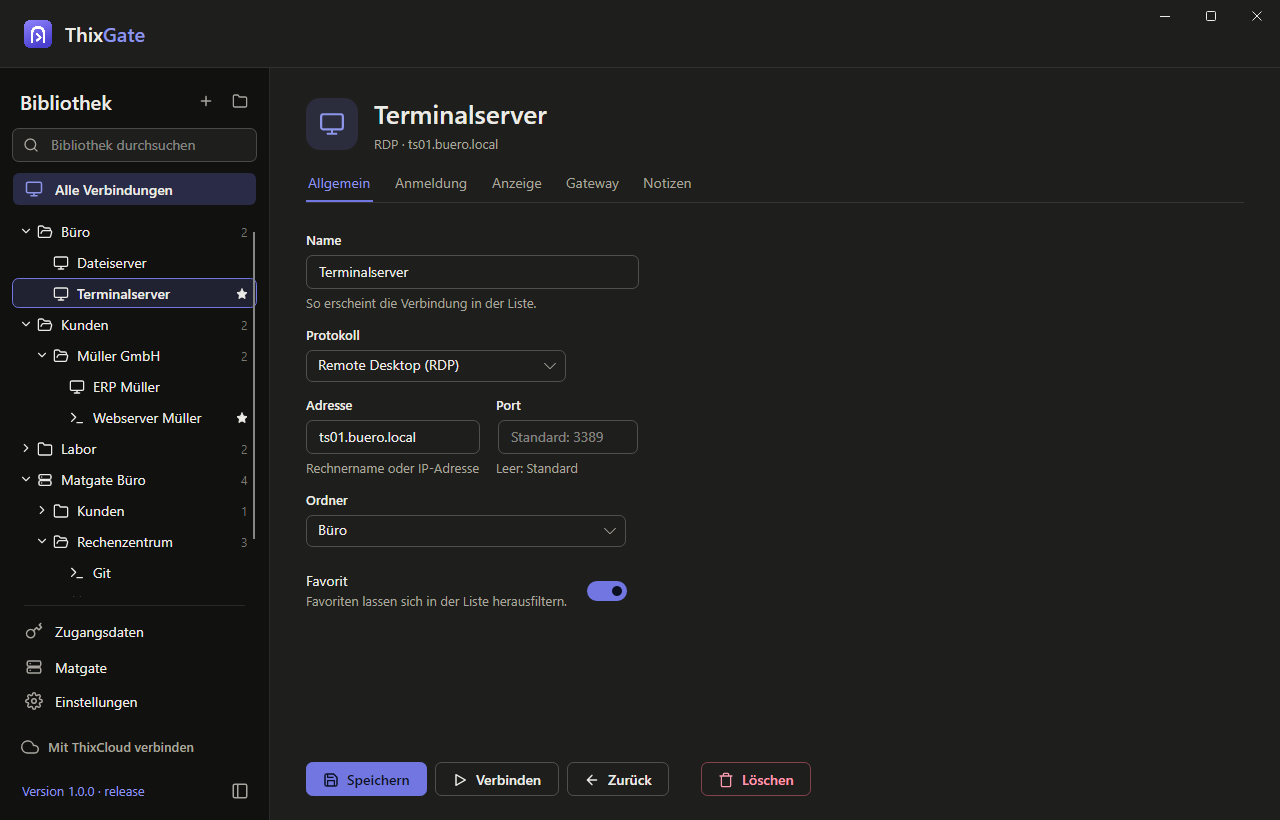 ThixGate
Bibliothek
Bibliothek durchsuchen
Alle Verbindungen
Büro 2
Dateiserver
Terminalserver
Kunden 2
Müller GmbH 2
ERP Müller
Webserver Müller
Labor 2
Matgate Büro 4
Kunden 1
Rechenzentrum 3
Git
Zugangsdaten
Matgate
Einstellungen
Mit ThixCloud verbinden
Version 1.0.0 · release
Terminalserver
RDP · ts01.buero.local
Allgemein Anmeldung Anzeige Gateway Notizen
Name
Terminalserver
So erscheint die Verbindung in der Liste.
Protokoll
Remote Desktop (RDP)
Adresse Port
ts01.buero.local Standard: 3389
Rechnername oder IP-Adresse Leer: Standard
Ordner
Büro
Favorit
Favoriten lassen sich in der Liste herausfiltern.
Speichern Verbinden Zurück Löschen